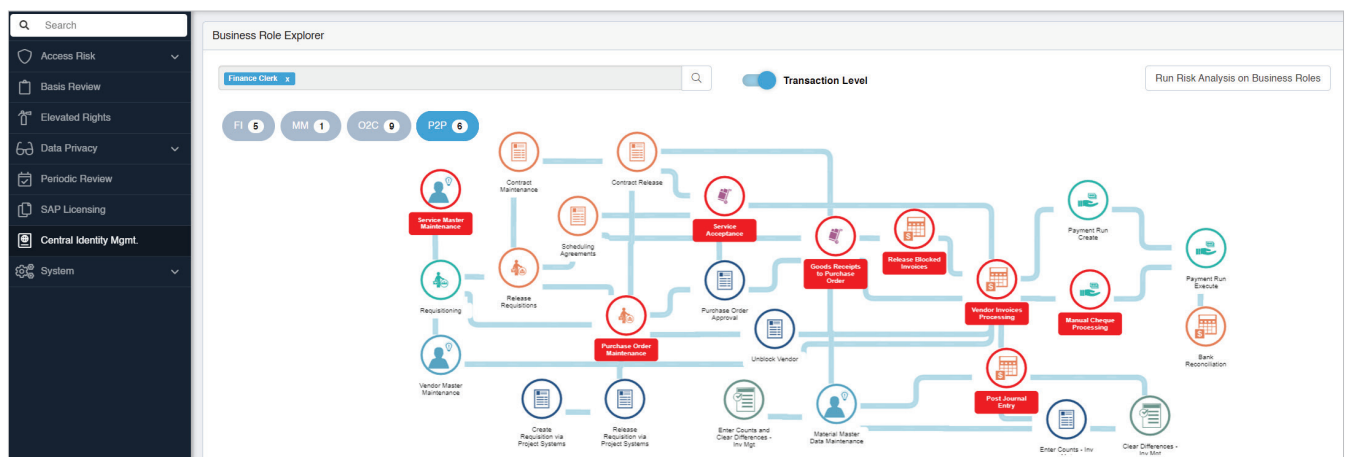 Search
Access Risk
Basis Review
Elevated Rights
Data Privacy
Periodic Review
SAP Licensing
Central Identity Mgmt.
System
Business Role Explorer
Finance Clerk x
Transaction Level
Run Risk Analysis on Business Roles
FI 5
MM 1
O2C 9
P2P 6
Contract
Maintenance
Contract Release
Service Master
Maintenance
Scheduling
Agreements
Service
Acceptance
Goods Receipts
to Purchase
Order
Release Blocked
Invoices
Payment Run
Create
Payment Run
Execute
Requisitioning
Release
Requisitions
Purchase Order
Approval
Vendor Invoices
Processing
Manual Cheque
Processing
Purchase Order
Maintenance
Unblock Vendor
Bank
Reconciliation
Vendor Master
Maintenance
Post Journal
Entry
Create
Requisition via
Project Systems
Release
Requisition via
Project Systems
Enter Counts and
Clear Differences -
Inv Mgt
Material Master
Data Maintenance
Enter Counts - Inv
Clear Differences -
Inv Mgt